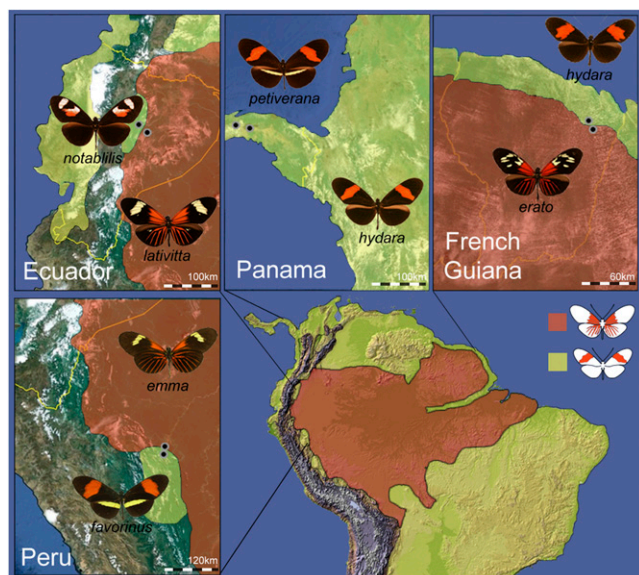 notablilis
lativitta
Ecuador
100km
petiverana
hydara
Panama
100km
hydara
erato
French
Guiana
60km
emma
favorinus
Peru
120km